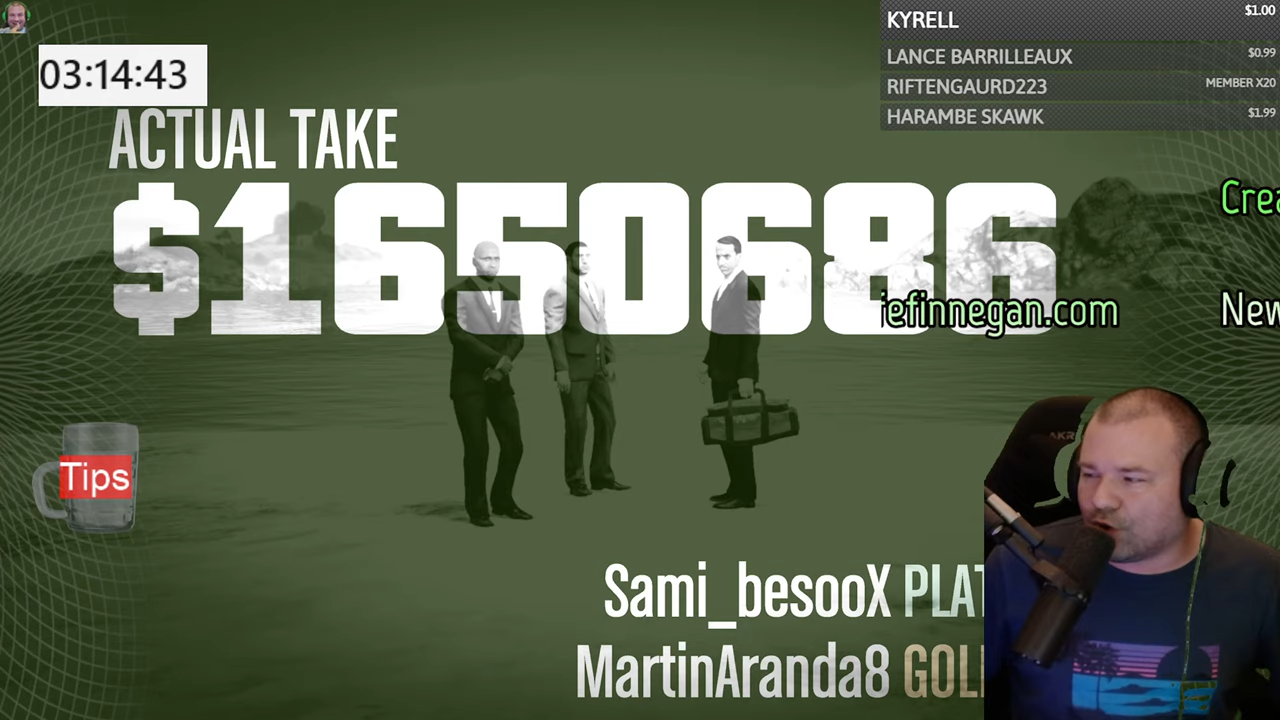 KYRELL $1.00
LANCE BARRILLEAUX $0.99
RIFTENGAURD223 MEMBER X20
HARAMBE SKAWK $1.99
03:14:43
ACTUAL TAKE
$1650686
Crea
iefinnegan.com
New
Tips
Sami_besooX PLAT
MartinAranda8 GOL